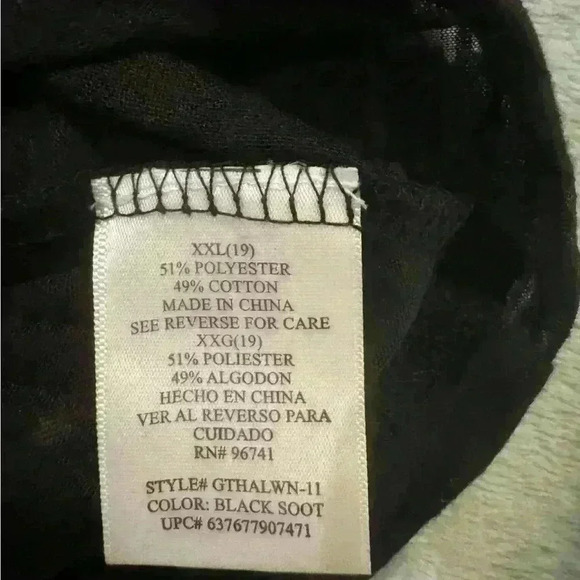 XXL(19)
51% POLYESTER
49% COTTON
MADE IN CHINA
SEE REVERSE FOR CARE
XXG(19)
51% POLIESTER
49% ALGODON
HECHO EN CHINA
VER AL REVERSO PARA
CUIDADO
RN# 96741
STYLE# GTHALWN-11
COLOR: BLACK SOOT
UPC# 637677907471